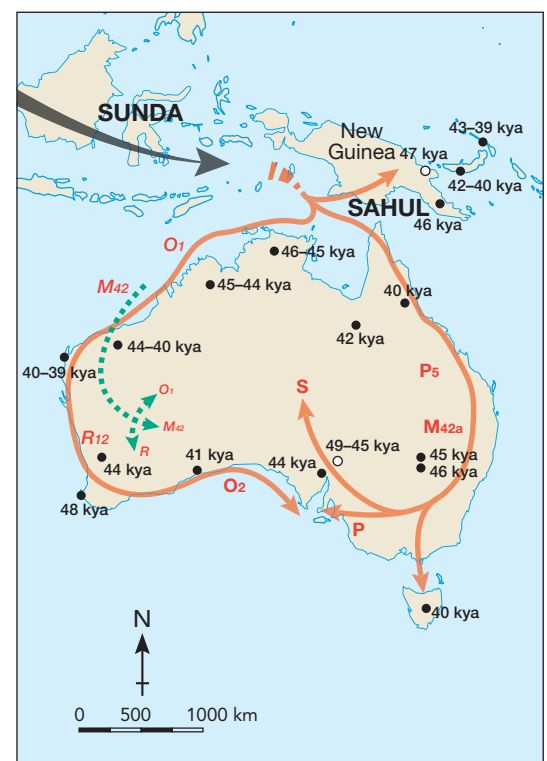 SUNDA
New
Guinea
47 kya
43–39 kya
42–40 kya
SAHUL
46 kya
O1
46–45 kya
M42
45–44 kya
40 kya
42 kya
44–40 kya
40–39 kya
P5
S
O1
M42
M42a
R12
R
49–45 kya
45 kya
44 kya
41 kya
44 kya
46 kya
O2
48 kya
P
40 kya
N
0 500 1000 km